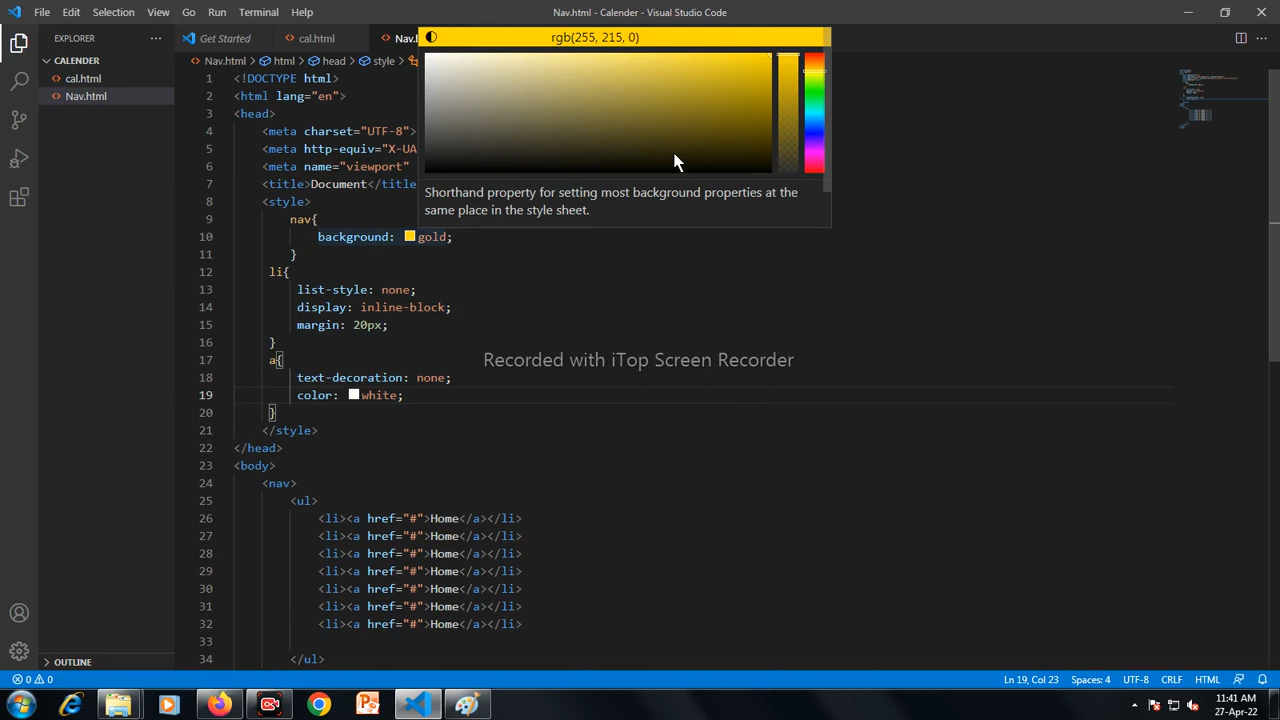 File Edit Selection View Go Run Terminal Help
Nav.html - Calender - Visual Studio Code
EXPLORER
CALENDER
cal.html
Nav.html
OUTLINE
Get Started
cal.html
Nav.
rgb(255, 215, 0)
Nav.html > html > head > style >
Shorthand property for setting most background properties at the
same place in the style sheet.
1 <!DOCTYPE html>
2 <html lang="en">
3 <head>
4 <meta charset="UTF-8">
5 <meta http-equiv="X-UA
6 <meta name="viewport"
7 <title>Document</title
8 <style>
9 nav{
10 background: gold;
11 }
12 li{
13 list-style: none;
14 display: inline-block;
15 margin: 20px;
16 }
17 a{
18 text-decoration: none;
19 color: white;
20 }
21 </style>
22 </head>
23 <body>
24 <nav>
25 <ul>
26 <li><a href="#">Home</a></li>
27 <li><a href="#">Home</a></li>
28 <li><a href="#">Home</a></li>
29 <li><a href="#">Home</a></li>
30 <li><a href="#">Home</a></li>
31 <li><a href="#">Home</a></li>
32 <li><a href="#">Home</a></li>
33
34 </ul>
Recorded with iTop Screen Recorder
0 0
Ln 19, Col 23 Spaces: 4 UTF-8 CRLF HTML
11:41 AM
27-Apr-22